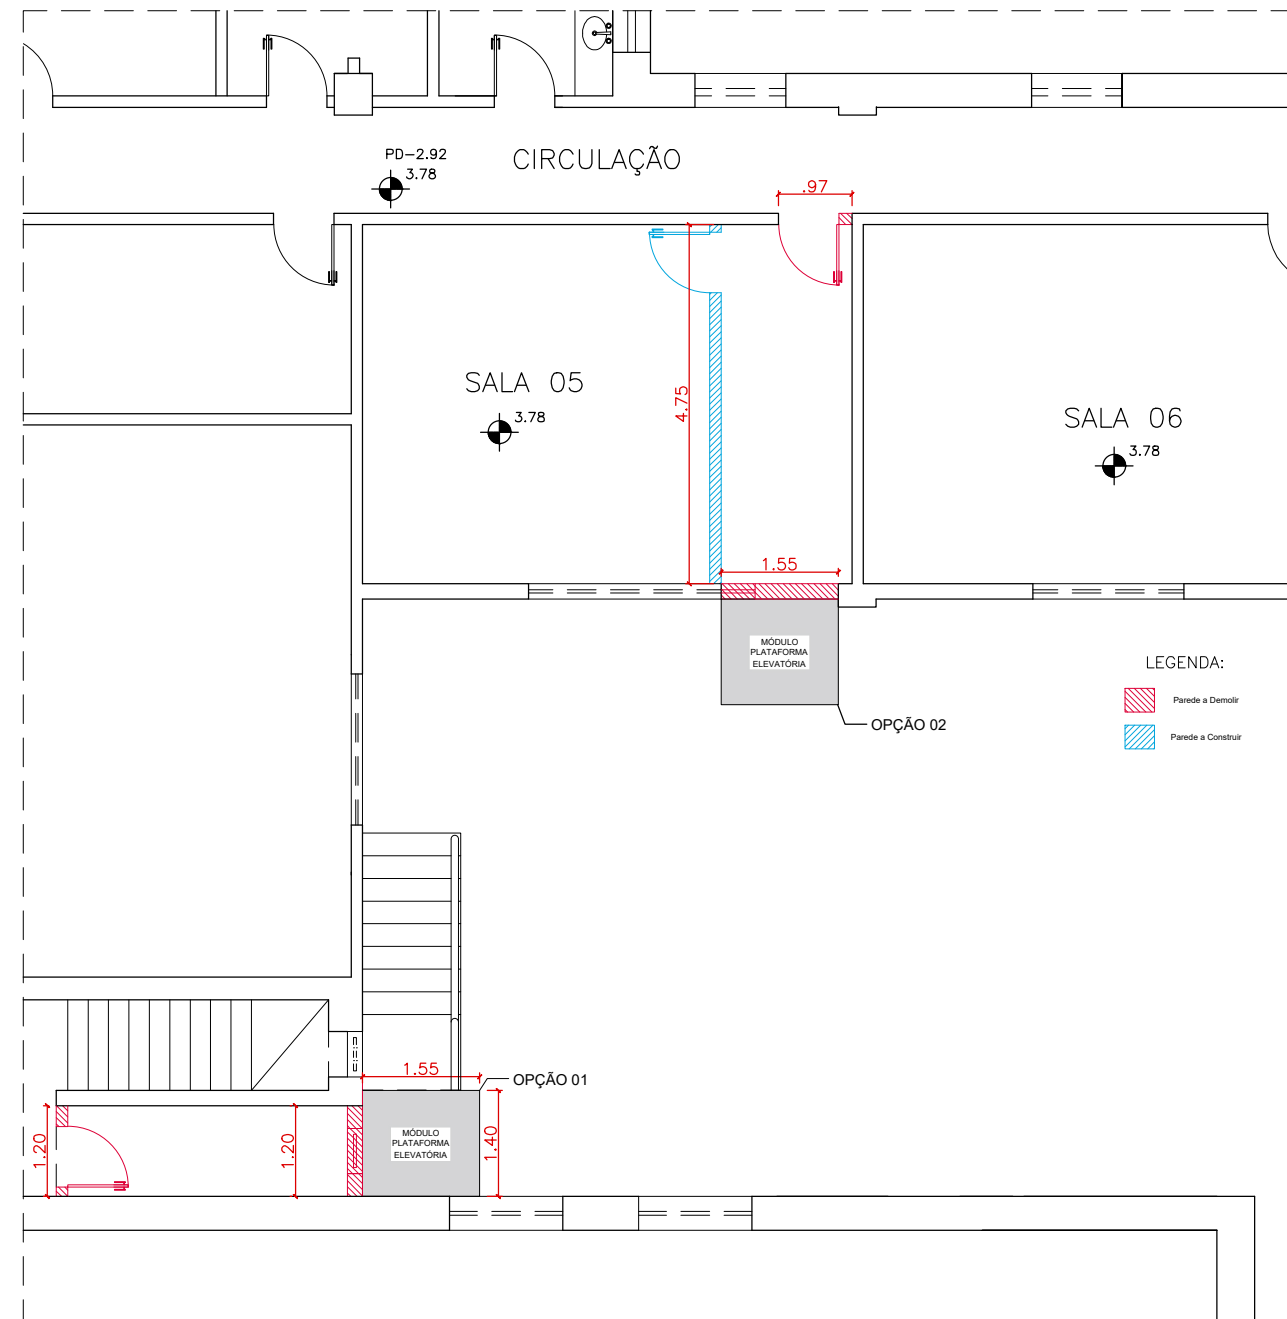 PD-2.92
3.78
CIRCULAÇÃO
.97
SALA 05
3.78
4.75
SALA 06
3.78
1.55
MÓDULO
PLATAFORMA
ELEVATÓRIA
OPÇÃO 02
LEGENDA:
Parede a Demolir
Parede a Construir
1.55
OPÇÃO 01
1.20
1.20
MÓDULO
PLATAFORMA
ELEVATÓRIA
1.40